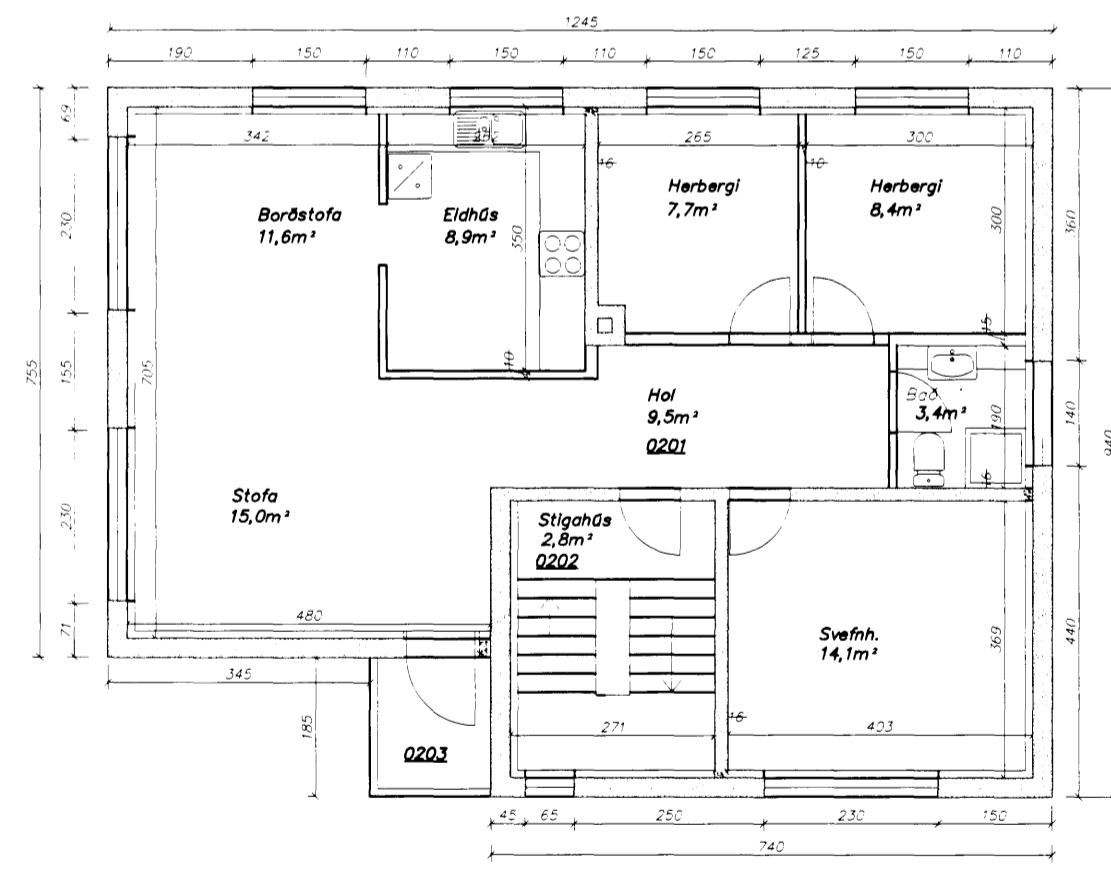 1245
190 150 110 150 110 150 125 150 110
69
342
265
300
16
10
Borðstofa
11,6m²
Eldhús
8,9m²
Herbergi
7,7m²
Herbergi
8,4m²
230
350
300
360
755
705
155
10
15
Hol
9,5m²
0201
Bað
3,4m²
190
140
940
16
Stofa
15,0m²
230
Stigahús
2,8m²
0202
480
71
Svefnh.
14,1m²
369
440
345
185
0203
271
16
403
45 65 250 230 150
740